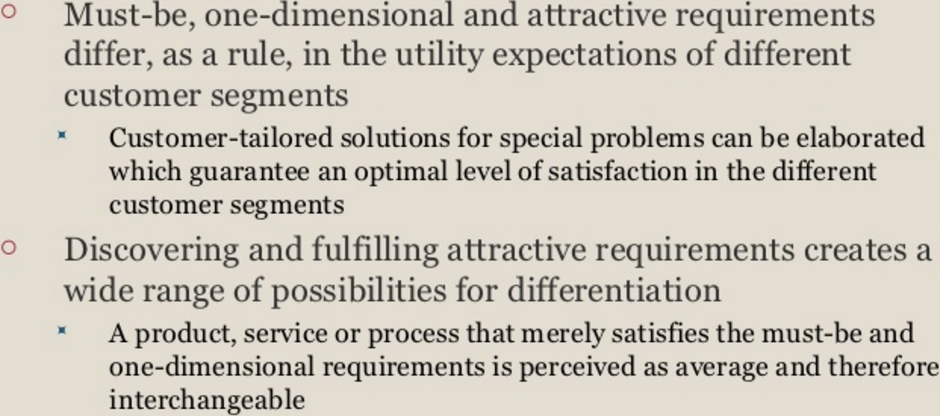 Must-be, one-dimensional and attractive requirements
differ, as a rule, in the utility expectations of different
customer segments
Customer-tailored solutions for special problems can be elaborated
which guarantee an optimal level of satisfaction in the different
customer segments
Discovering and fulfilling attractive requirements creates a
wide range of possibilities for differentiation
A product, service or process that merely satisfies the must-be and
one-dimensional requirements is perceived as average and therefore
interchangeable